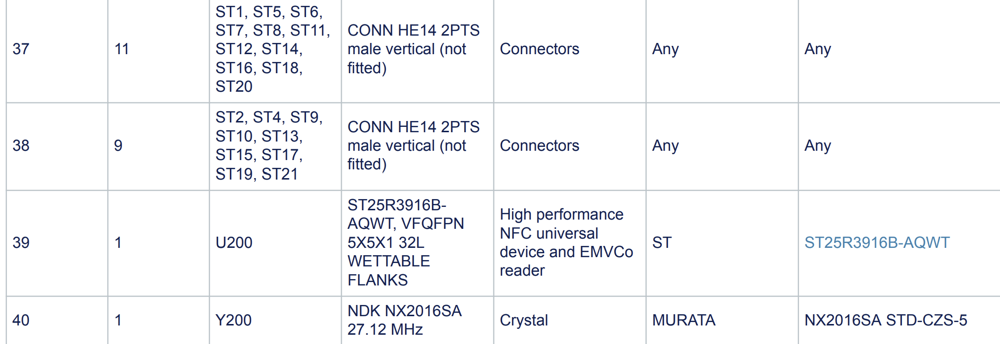 37
11
ST1, ST5, ST6,
ST7, ST8, ST11,
ST12, ST14,
ST16, ST18,
ST20
CONN HE14 2PTS
male vertical (not
fitted)
Connectors
Any
Any
38
9
ST2, ST4, ST9,
ST10, ST13,
ST15, ST17,
ST19, ST21
CONN HE14 2PTS
male vertical (not
fitted)
Connectors
Any
Any
39
1
U200
ST25R3916B-
AQWT, VFQFPN
5X5X1 32L
WETTABLE
FLANKS
High performance
NFC universal
device and EMVCo
reader
ST
ST25R3916B-AQWT
40
1
Y200
NDK NX2016SA
27.12 MHz
Crystal
MURATA
NX2016SA STD-CZS-5